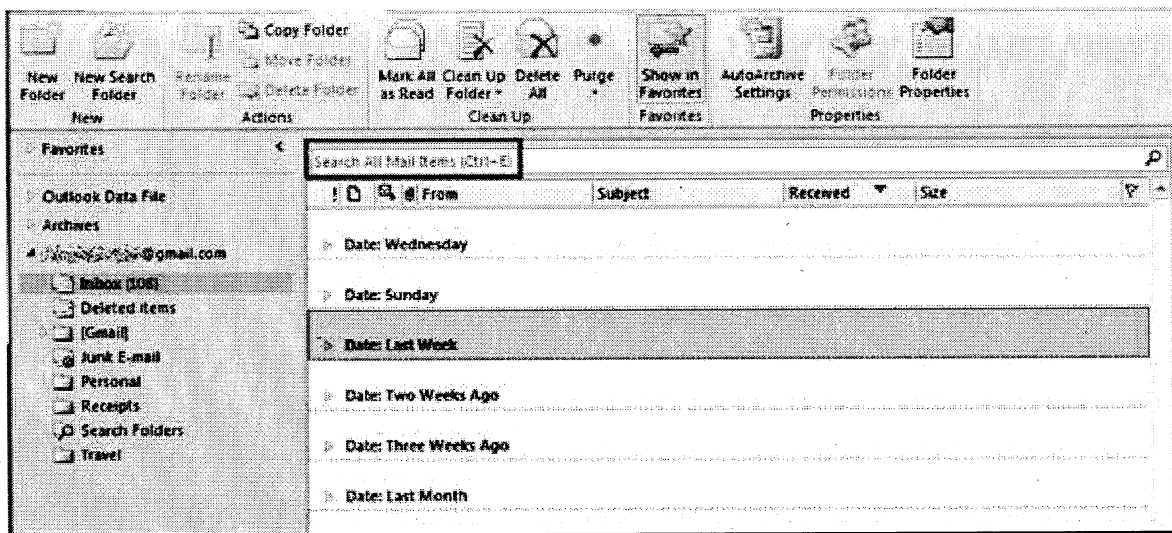 New Folder
New Search Folder
Rename Folder
Copy Folder
Move Folder
Delete Folder
Mark All as Read
Clean Up Folder
Delete All
Purge
Show in Favorites
AutoArchive Settings
Folder Permissions
Folder Properties
New
Actions
Clean Up
Favorites
Properties
Favorites
Search All Mail Items (Ctrl+E)
! From Subject Received Size
Outlook Data File
Archives
@gmail.com
Inbox (108)
Deleted Items
[Gmail]
Junk E-mail
Personal
Receipts
Search Folders
Travel
Date: Wednesday
Date: Sunday
Date: Last Week
Date: Two Weeks Ago
Date: Three Weeks Ago
Date: Last Month